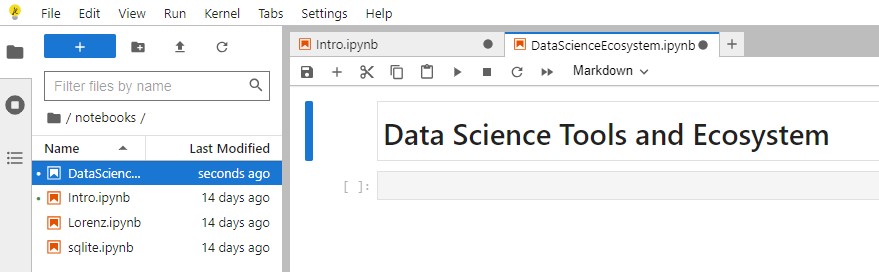 File Edit View Run Kernel Tabs Settings Help
Intro.ipynb DataScienceEcosystem.ipynb
Markdown
Filter files by name
/ notebooks /
Name Last Modified
DataScienc... seconds ago
Intro.ipynb 14 days ago
Lorenz.ipynb 14 days ago
sqlite.ipynb 14 days ago
Data Science Tools and Ecosystem
[ ]: